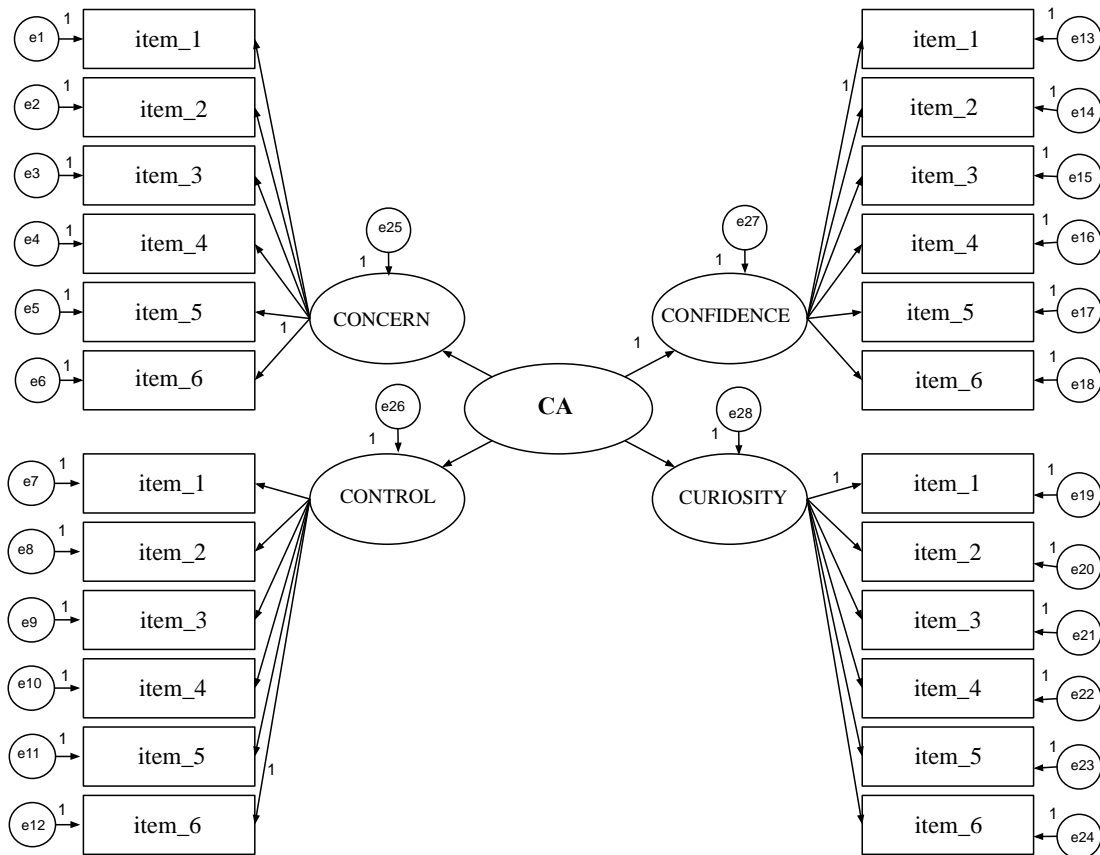 e1 1 item_1
e2 1 item_2
e3 1 item_3
e4 1 item_4
e5 1 item_5
e6 1 item_6
1
e25
1
CONCERN
item_1 1 e13
1
item_2 1 e14
item_3 1 e15
item_4 1 e16
item_5 1 e17
item_6 1 e18
e27
1
CONFIDENCE
1
CA
e26
1
CONTROL
e28
1
CURIOSITY
e7 1 item_1
e8 1 item_2
e9 1 item_3
e10 1 item_4
e11 1 item_5
1
e12 1 item_6
1 item_1 1 e19
item_2 1 e20
item_3 1 e21
item_4 1 e22
item_5 1 e23
item_6 1 e24